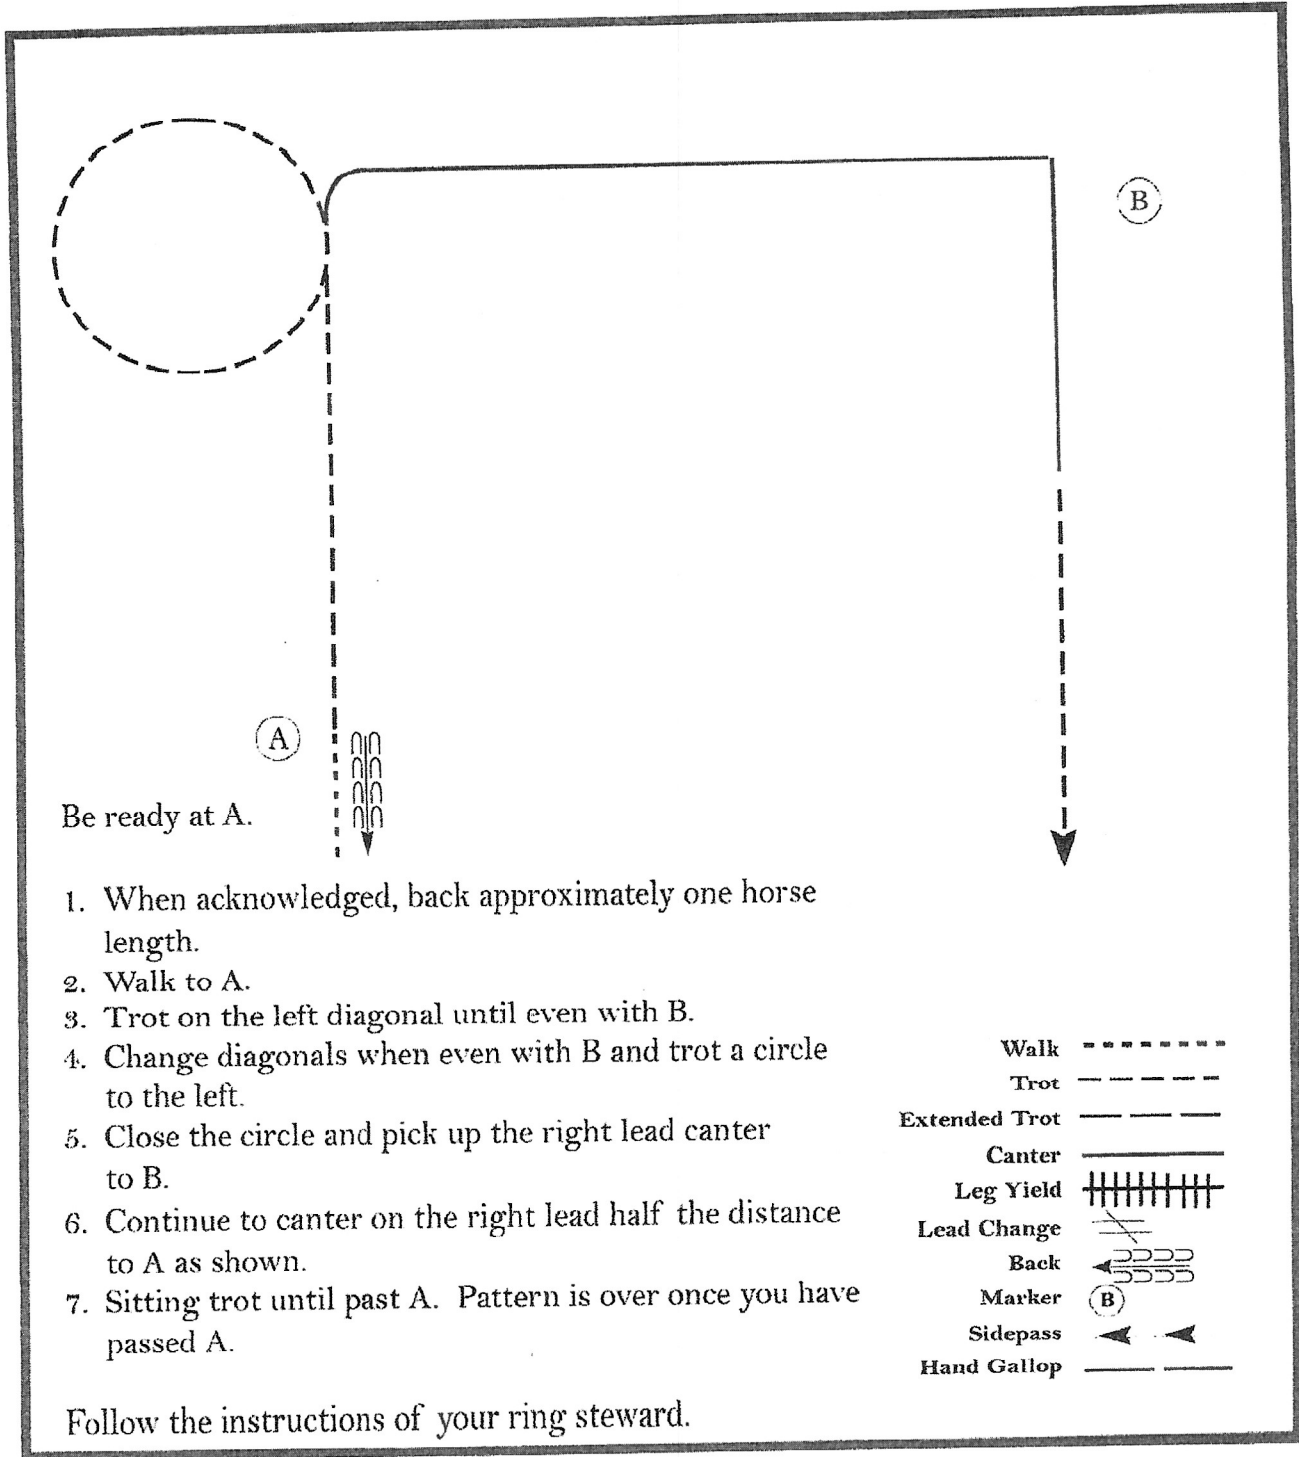 B
A
Be ready at A.
1. When acknowledged, back approximately one horse
length.
2. Walk to A.
3. Trot on the left diagonal until even with B.
4. Change diagonals when even with B and trot a circle
to the left.
5. Close the circle and pick up the right lead canter
to B.
6. Continue to canter on the right lead half the distance
to A as shown.
7. Sitting trot until past A. Pattern is over once you have
passed A.
Follow the instructions of your ring steward.
Walk
Trot
Extended Trot
Canter
Leg Yield
Lead Change
Back
Marker B
Sidepass
Hand Gallop